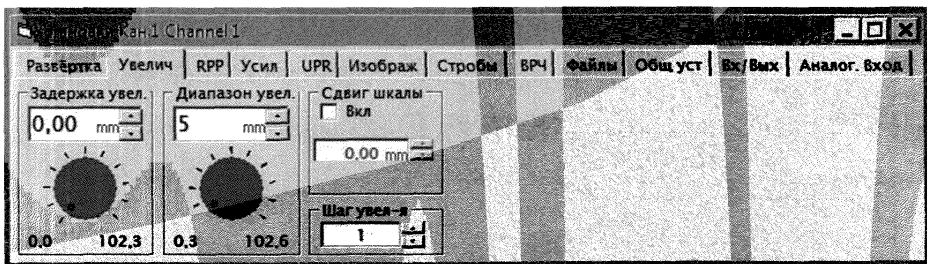 Кан.1 Channel 1
Развёртка Увелич RPP Усил UPR Изображ Стробы ВРЧ Файлы Общ уст Вх/Вых Аналог. Вход
Задержка увел. Диапазон увел. Сдвиг шкалы
Вкл
0,00 mm 5 mm
0.00 mm
Шаг увел-я
1
0.0 102,3 0,3 102,6